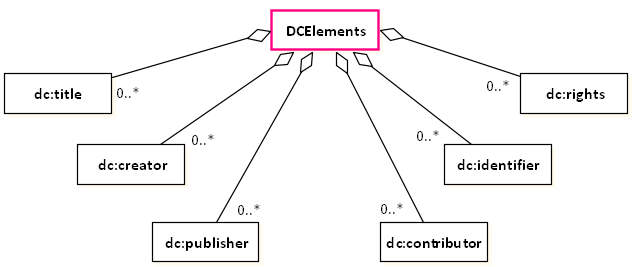 DCElements
dc:title
0..*
0..*
dc:rights
dc:creator
0..*
0..*
dc:identifier
dc:publisher
0..*
0..*
dc:contributor